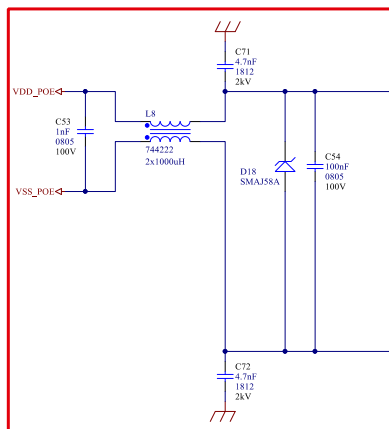 C71
4.7nF
1812
2kV
VDD_POE
L8
C53
1nF
0805
100V
744222
2x1000uH
D18
SMAJ58A
C54
100nF
0805
100V
VSS_POE
C72
4.7nF
1812
2kV